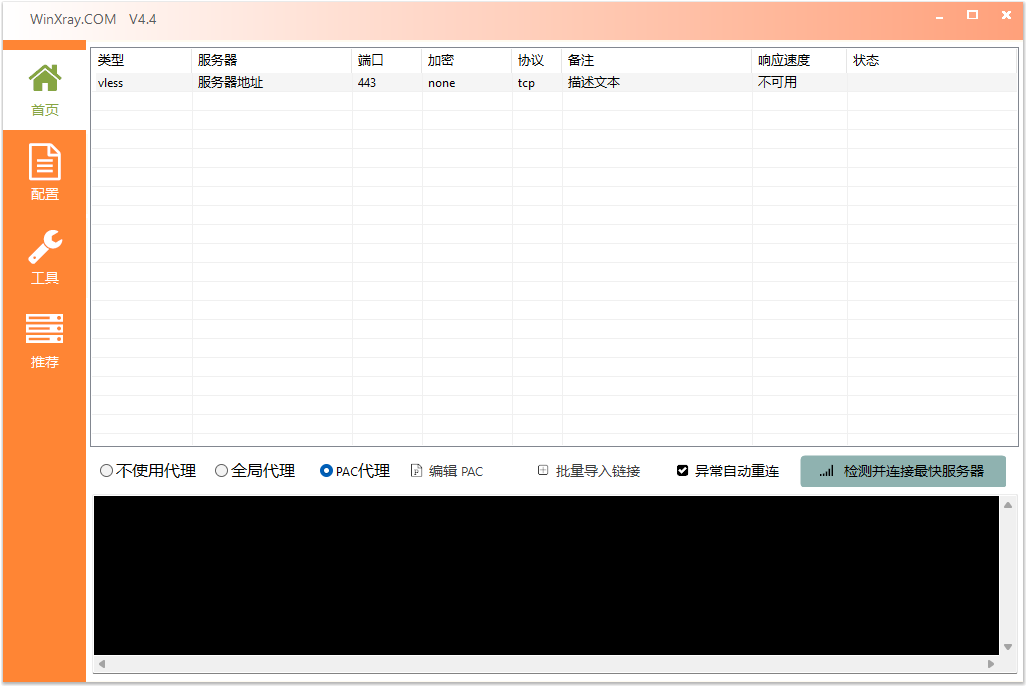 WinXray.COM V4.4
首页
配置
工具
推荐
类型 服务器 端口 加密 协议 备注 响应速度 状态
vless 服务器地址 443 none tcp 描述文本 不可用
不使用代理 全局代理 PAC代理 编辑 PAC 批量导入链接 异常自动重连 检测并连接最快服务器